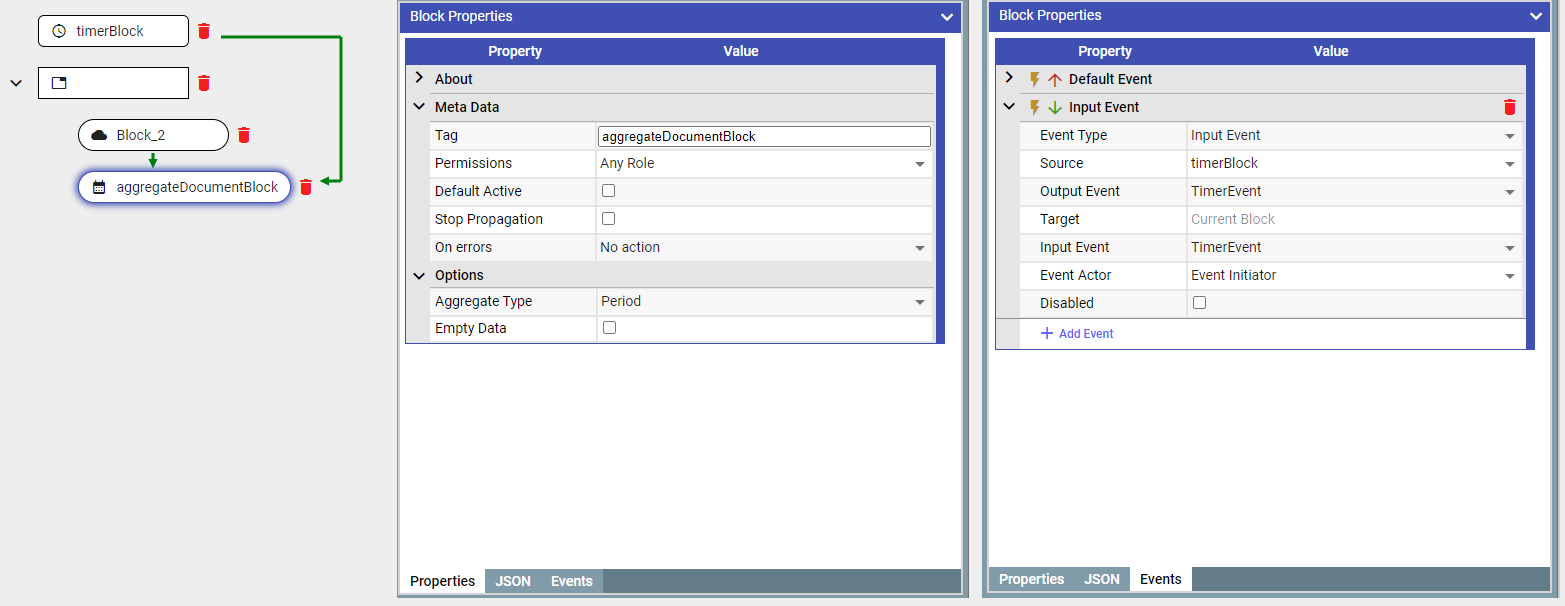 timerBlock
Block_2
aggregateDocumentBlock
Block Properties
Property Value
About
Meta Data
Tag aggregateDocumentBlock
Permissions Any Role
Default Active
Stop Propagation
On errors No action
Options
Aggregate Type Period
Empty Data
Properties JSON Events
Block Properties
Property Value
Default Event
Input Event
Event Type Input Event
Source timerBlock
Output Event TimerEvent
Target Current Block
Input Event TimerEvent
Event Actor Event Initiator
Disabled
+ Add Event
Properties JSON Events